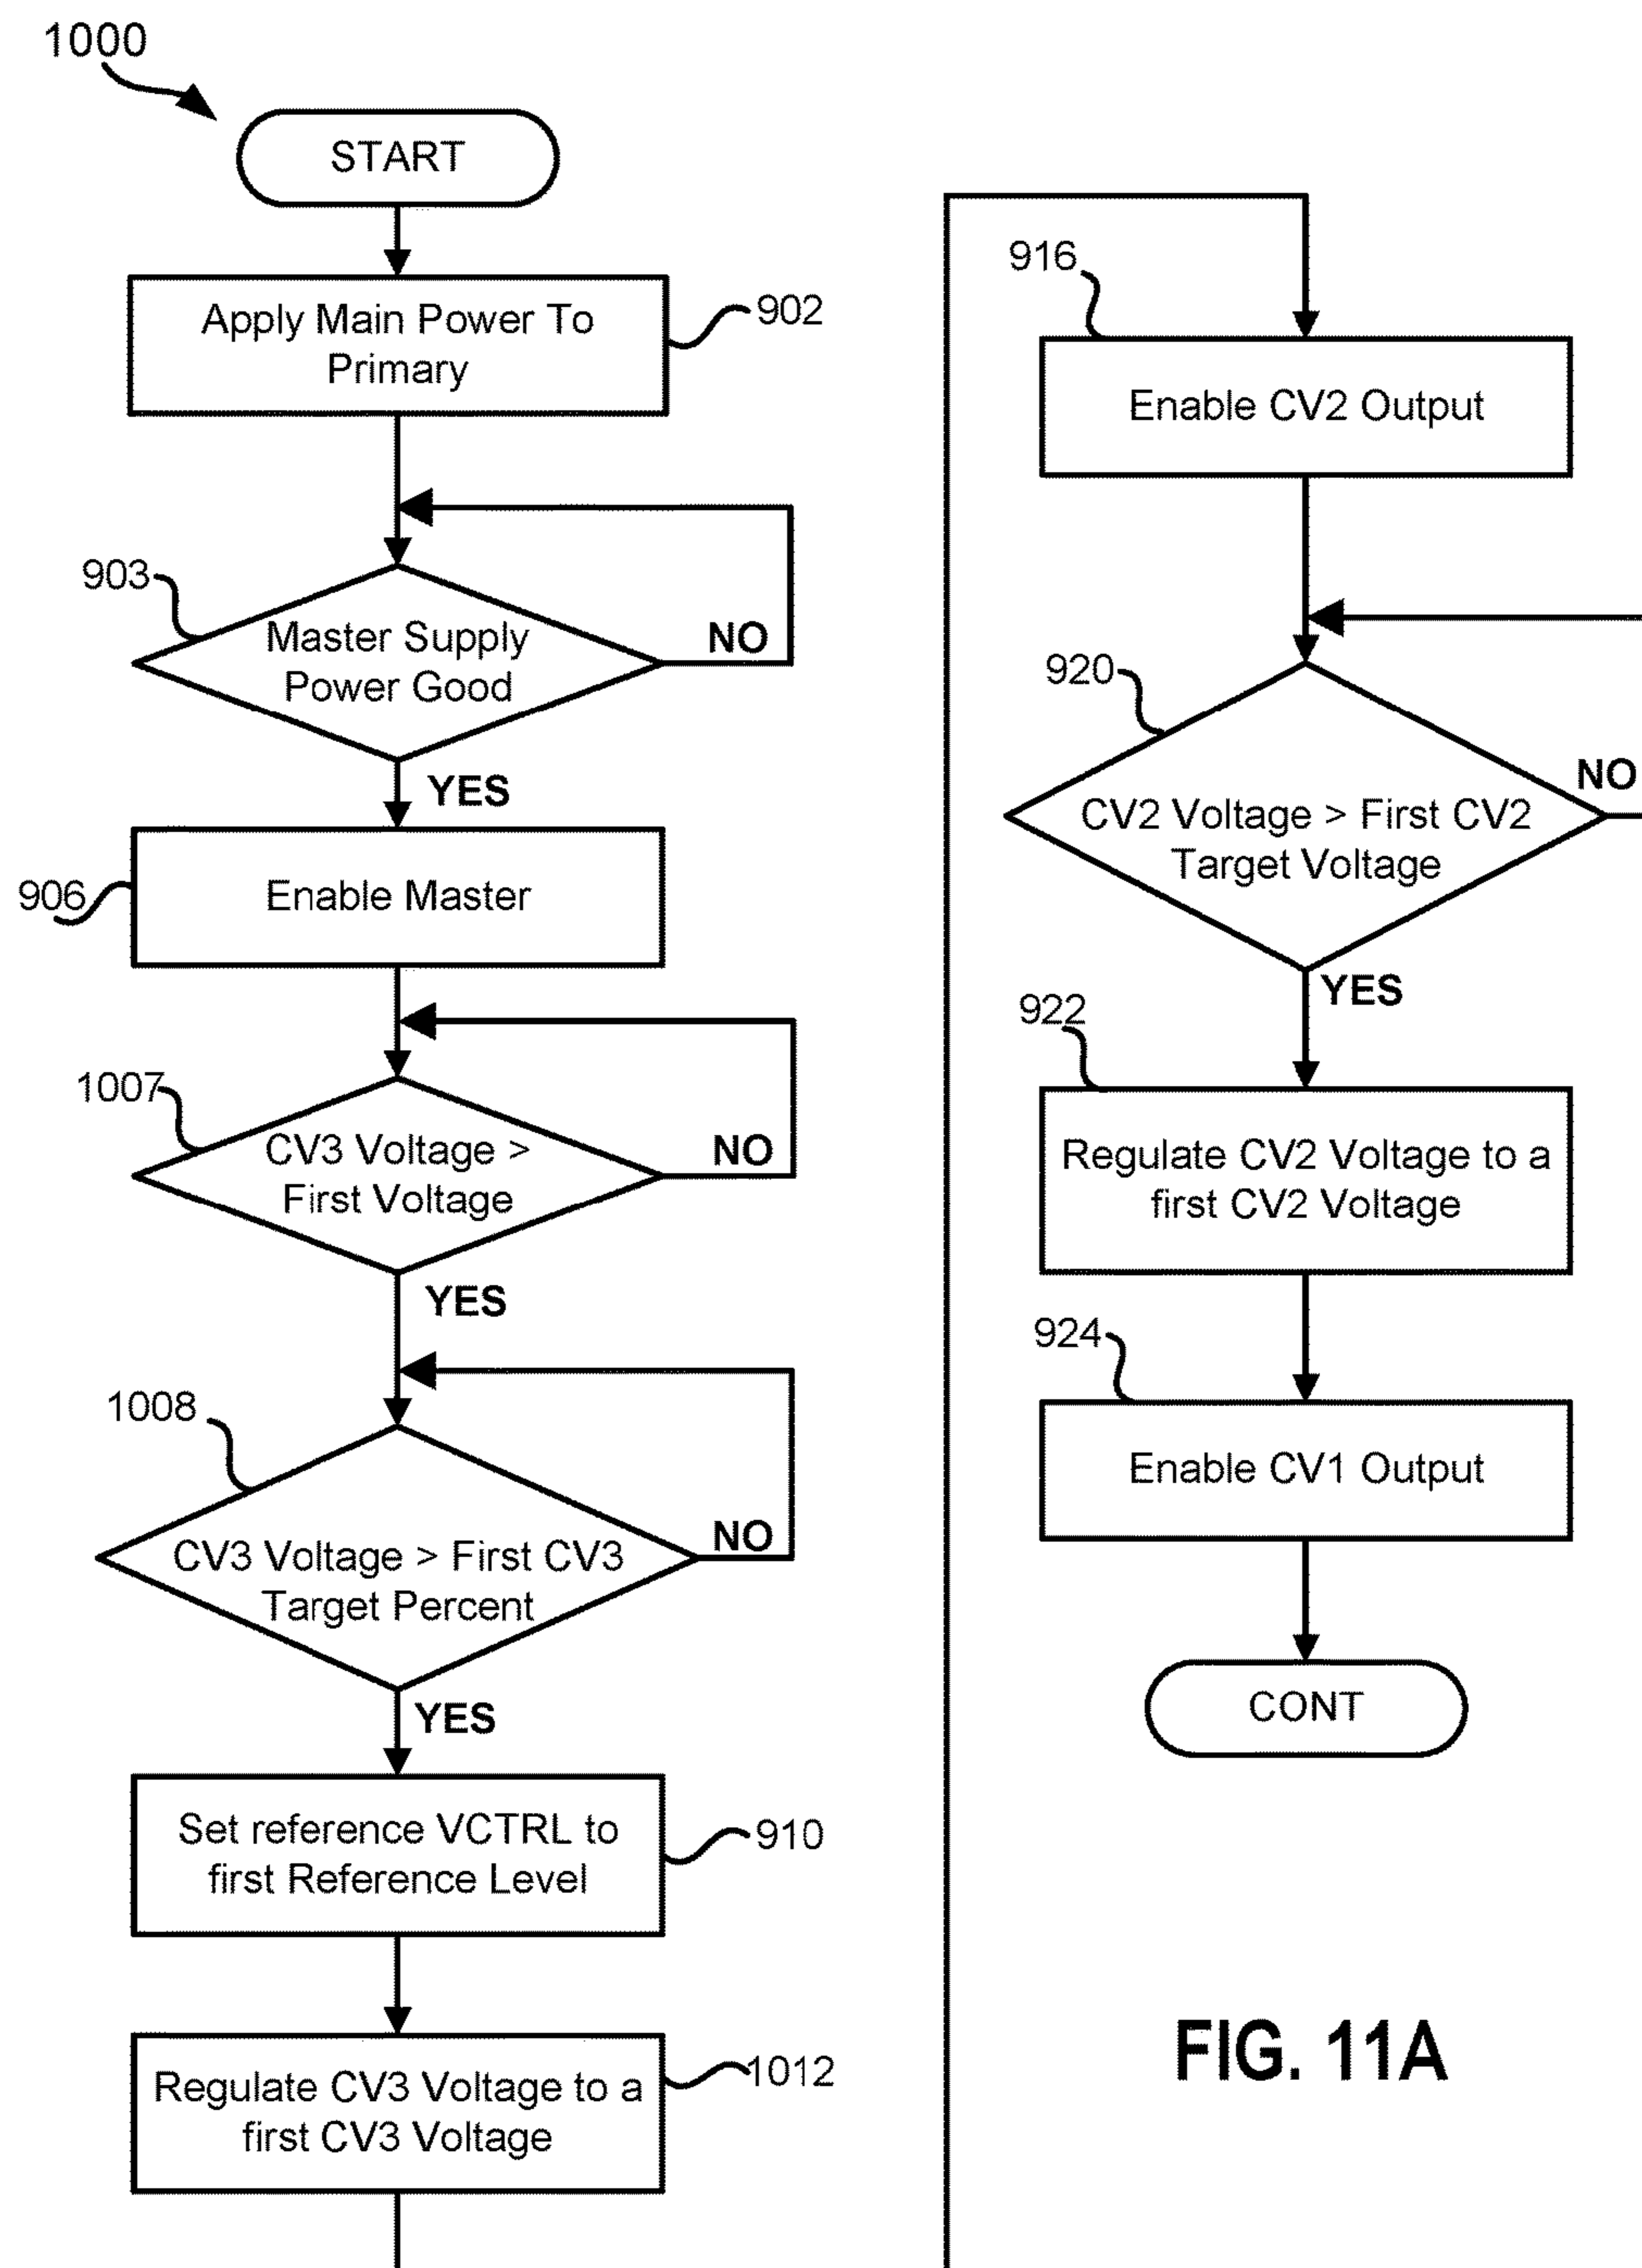 1000
START
Apply Main Power To
Primary
902
903
Master Supply
Power Good
NO
YES
906
Enable Master
1007
CV3 Voltage >
First Voltage
NO
YES
1008
CV3 Voltage > First CV3
Target Percent
NO
YES
Set reference VCTRL to
first Reference Level
910
Regulate CV3 Voltage to a
first CV3 Voltage
1012
916
Enable CV2 Output
920
CV2 Voltage > First CV2
Target Voltage
NO
YES
922
Regulate CV2 Voltage to a
first CV2 Voltage
924
Enable CV1 Output
CONT
FIG. 11A